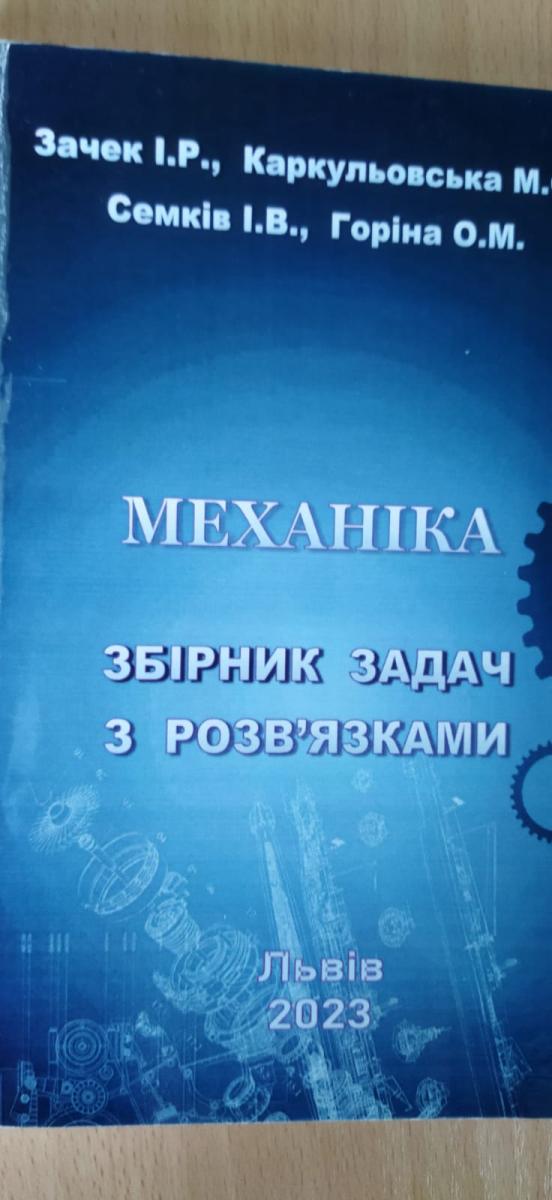 Зачек І.Р., Каркульовська М.
Семків І.В., Горіна О.М.
МЕХАНІКА
ЗБІРНИК ЗАДАЧ
З РОЗВ'ЯЗКАМИ
Львів
2023